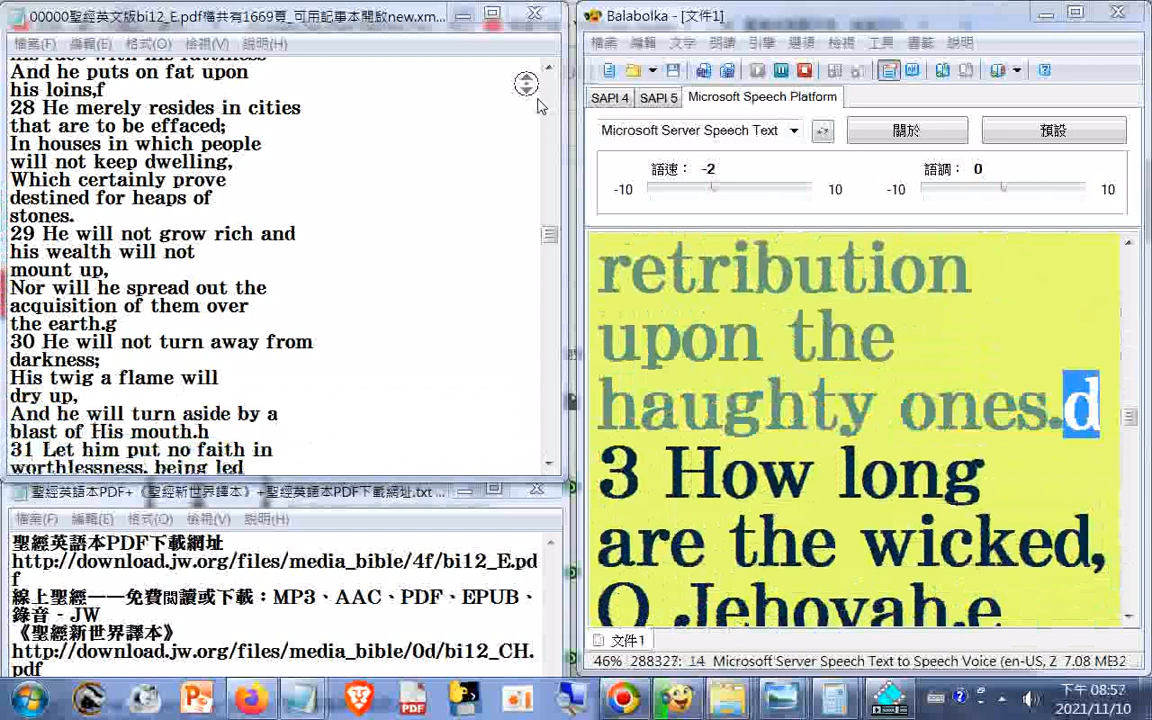 00000聖經英文版bi12_E.pdf檔共有1669頁_可用記事本開啟new.xm...
檔案(F) 編輯(E) 格式(O) 檢視(V) 說明(H)
his face with his fattiness
And he puts on fat upon
his loins,f
28 He merely resides in cities
that are to be effaced;
In houses in which people
will not keep dwelling,
Which certainly prove
destined for heaps of
stones.
29 He will not grow rich and
his wealth will not
mount up,
Nor will he spread out the
acquisition of them over
the earth.g
30 He will not turn away from
darkness;
His twig a flame will
dry up,
And he will turn aside by a
blast of His mouth.h
31 Let him put no faith in
worthlessness, being led
聖經英語本PDF+《聖經新世界譯本》+聖經英語本PDF下載網址.txt ...
檔案(F) 編輯(E) 格式(O) 檢視(V) 說明(H)
聖經英語本PDF下載網址
http://download.jw.org/files/media_bible/4f/bi12_E.pd
f
線上聖經——免費閱讀或下載：MP3、AAC、PDF、EPUB、
錄音 - JW
《聖經新世界譯本》
http://download.jw.org/files/media_bible/0d/bi12_CH.
pdf
Balabolka - [文件1]
檔案 編輯 文字 朗讀 引擎 選項 檢視 工具 書籤 說明
SAPI 4 SAPI 5 Microsoft Speech Platform
Microsoft Server Speech Text 關於 預設
語速： -2 語調： 0
-10 10 -10 10
retribution
upon the
haughty ones.d
3 How long
are the wicked,
O Jehovah,e
文件1
46% 288327: 14 Microsoft Server Speech Text to Speech Voice (en-US, Z 7.08 MB
下午 08:57
2021/11/10